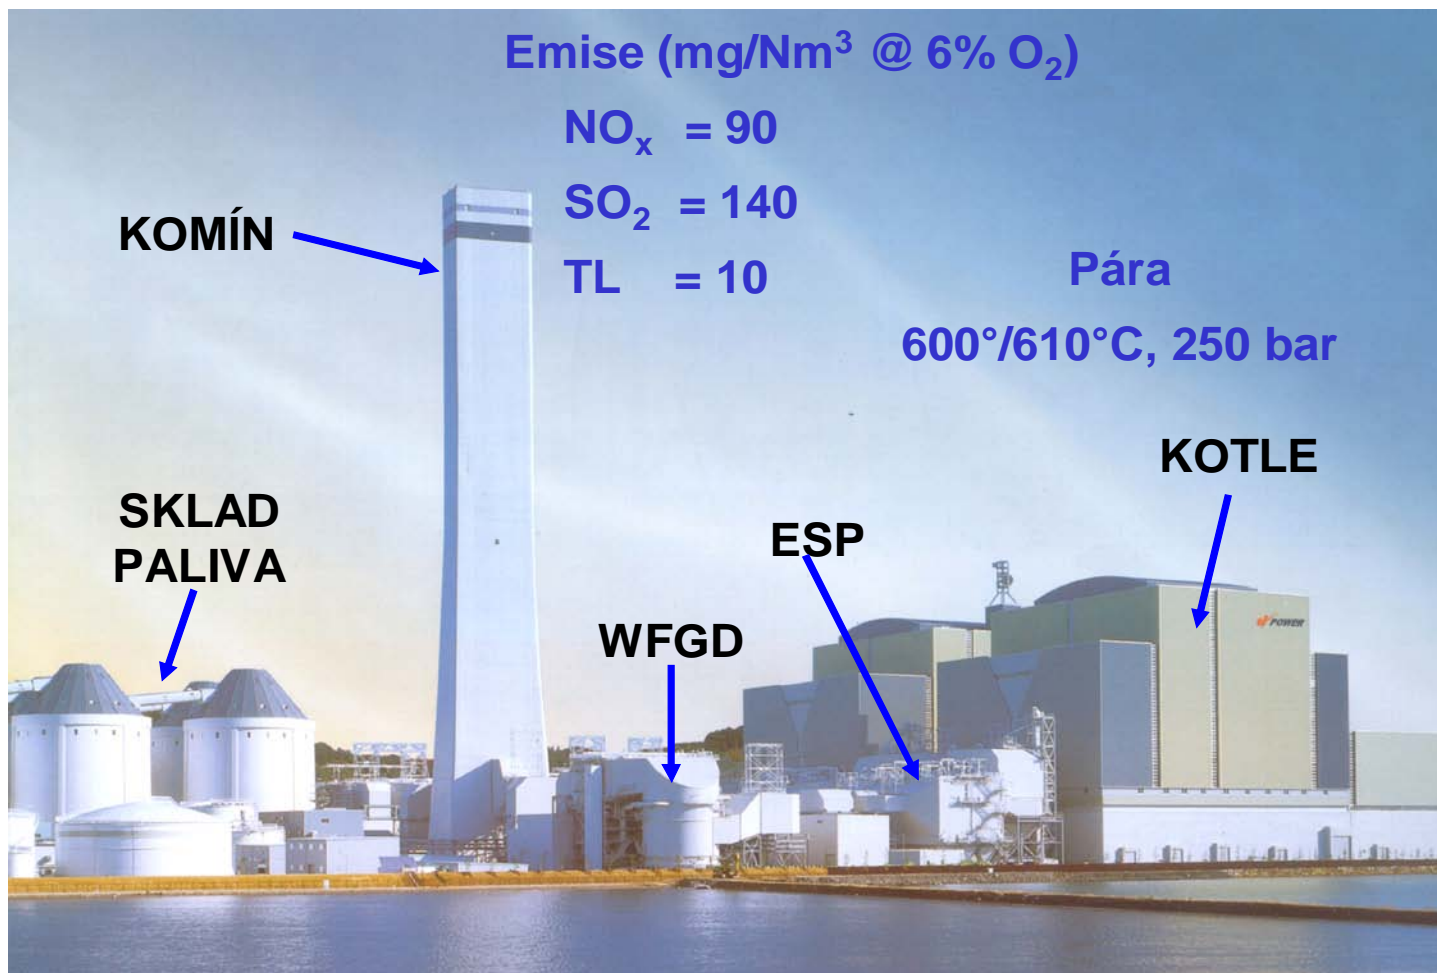 Emise (mg/Nm³ @ 6% O₂)
NOₓ = 90
SO₂ = 140
TL = 10
KOMÍN
Pára
600°/610°C, 250 bar
KOTLE
SKLAD
PALIVA
ESP
WFGD
POWER